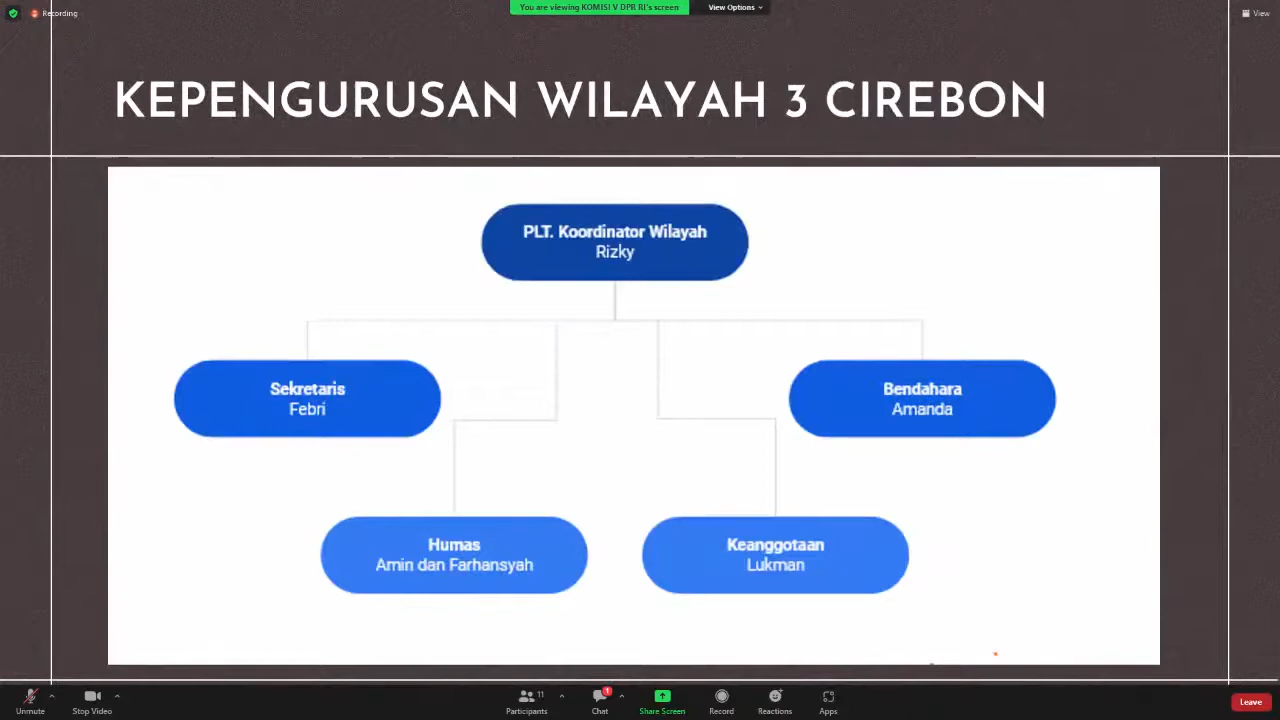 Recording
You are viewing KOMISI V DPR RI's screen
View Options
View
KEPENGURUSAN WILAYAH 3 CIREBON
PLT. Koordinator Wilayah
Rizky
Sekretaris
Febri
Bendahara
Amanda
Humas
Amin dan Farhansyah
Keanggotaan
Lukman
Unmute
Stop Video
11
Participants
1
Chat
Share Screen
Record
Reactions
Apps
Leave